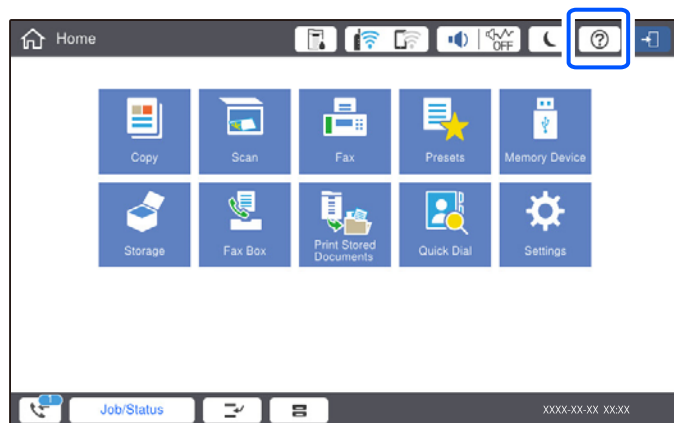 Home
OFF
?
Copy
Scan
Fax
Presets
Memory Device
Storage
Fax Box
Print Stored
Documents
Quick Dial
Settings
1
Job/Status
XXXX-XX-XX XX:XX